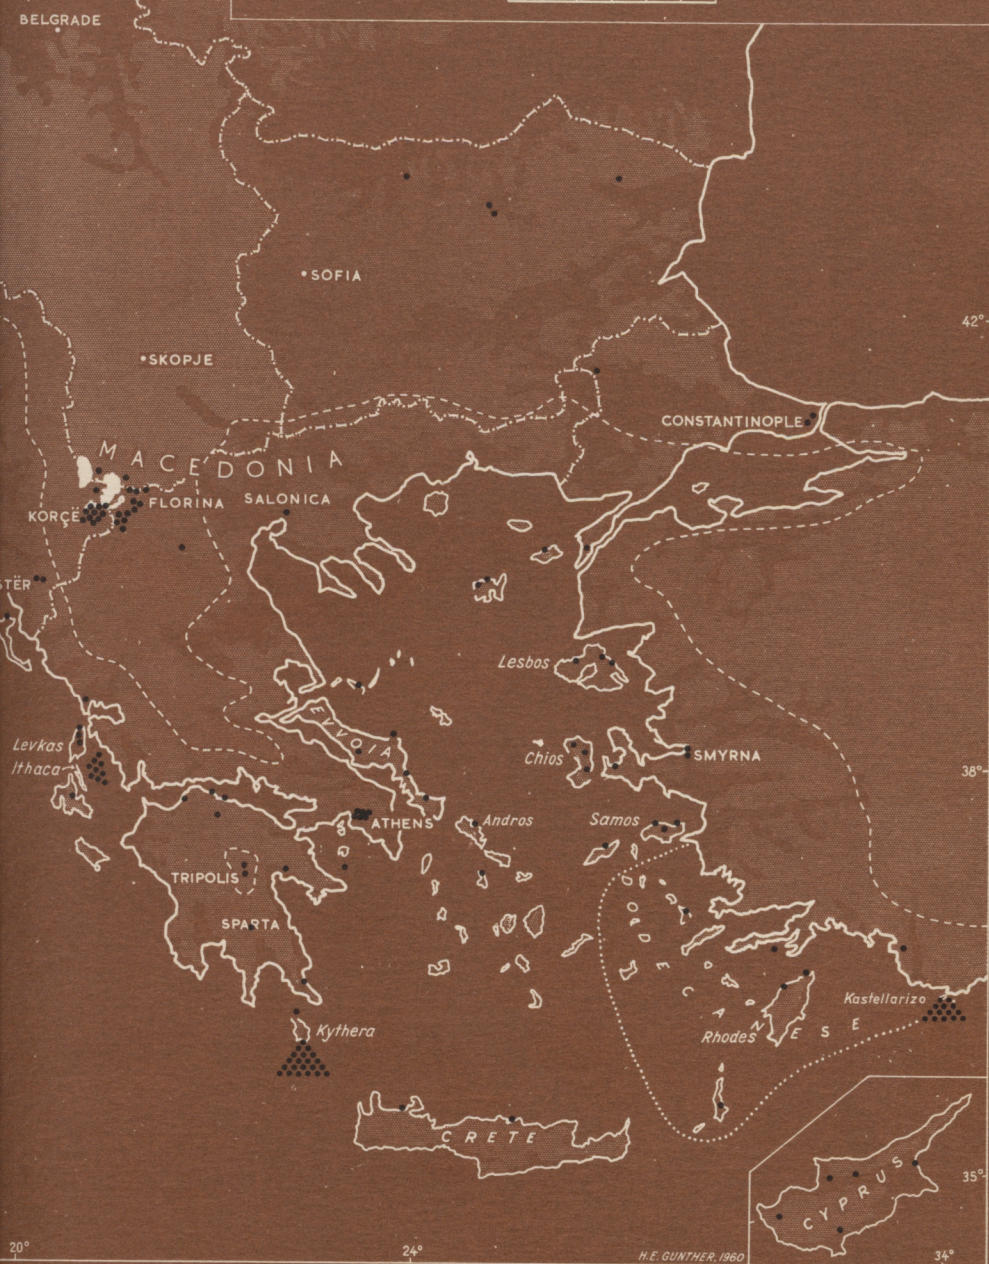 BELGRADE
SOFIA
42°
SKOPJE
CONSTANTINOPLE
MACEDONIA
FLORINA
SALONICA
KORÇË
TËR
Lesbos
EVVOIA
Levkas
Ithaca
Chios
SMYRNA
38°
ATHENS
Andros
Samos
TRIPOLIS
SPARTA
Kastellarizo
Kythera
Rhodes
DODECANESE
CRETE
CYPRUS
35°
20°
24°
H.E. GUNTHER, 1960
34°